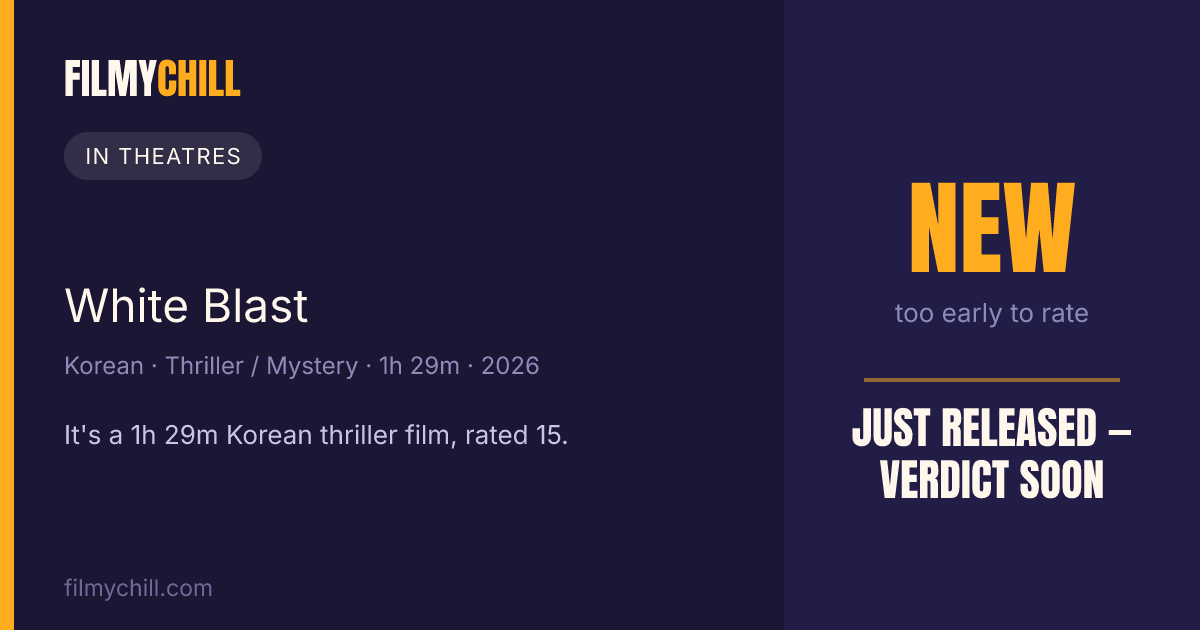 FILMYCHILL
IN THEATRES
White Blast
Korean · Thriller / Mystery · 1h 29m · 2026
It's a 1h 29m Korean thriller film, rated 15.
filmychill.com
NEW
too early to rate
JUST RELEASED –
VERDICT SOON